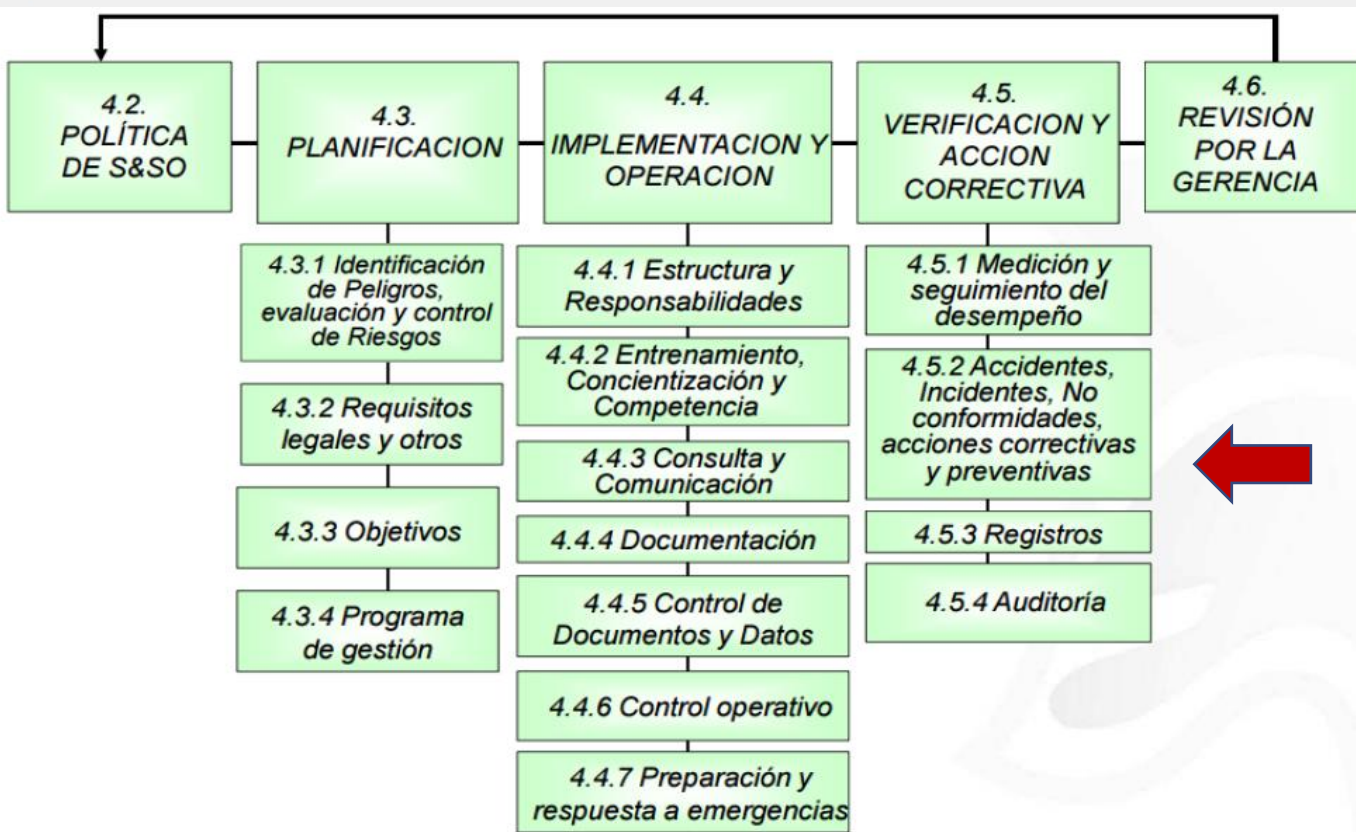 4.2.
POLÍTICA
DE S&SO
4.3.
PLANIFICACION
4.4.
IMPLEMENTACION Y
OPERACION
4.5.
VERIFICACION Y
ACCION
CORRECTIVA
4.6.
REVISIÓN
POR LA
GERENCIA
4.3.1 Identificación
de Peligros,
evaluación y control
de Riesgos
4.3.2 Requisitos
legales y otros
4.3.3 Objetivos
4.3.4 Programa
de gestión
4.4.1 Estructura y
Responsabilidades
4.4.2 Entrenamiento,
Concientización y
Competencia
4.4.3 Consulta y
Comunicación
4.4.4 Documentación
4.4.5 Control de
Documentos y Datos
4.4.6 Control operativo
4.4.7 Preparación y
respuesta a emergencias
4.5.1 Medición y
seguimiento del
desempeño
4.5.2 Accidentes,
Incidentes, No
conformidades,
acciones correctivas
y preventivas
4.5.3 Registros
4.5.4 Auditoría